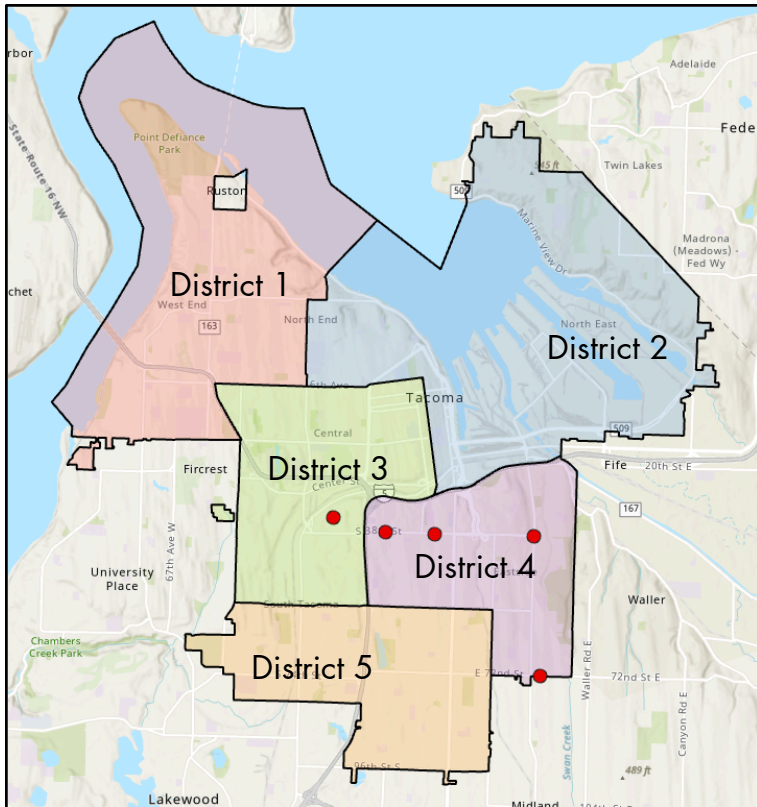 rbor
Adelaide
Point Defiance
Park
Fede
545 ft
Twin Lakes
State Route 16 NW
Ruston
509
Marine View Dr
Madrona
(Meadows) -
Fed Wy
District 1
chet
West End
163
North End
North East
District 2
6th Ave
Tacoma
509
Central
District 3
Fircrest
Center St
5
Fife
20th St E
167
67th Ave W
S 38th St
District 4
University
Place
Waller
South Tacoma
Chambers
Creek Park
District 5
E 72nd St
Waller Rd E
72nd St E
Canyon Rd E
Swan Creek
96th St S
489 ft
Lakewood
Midland
104th St E